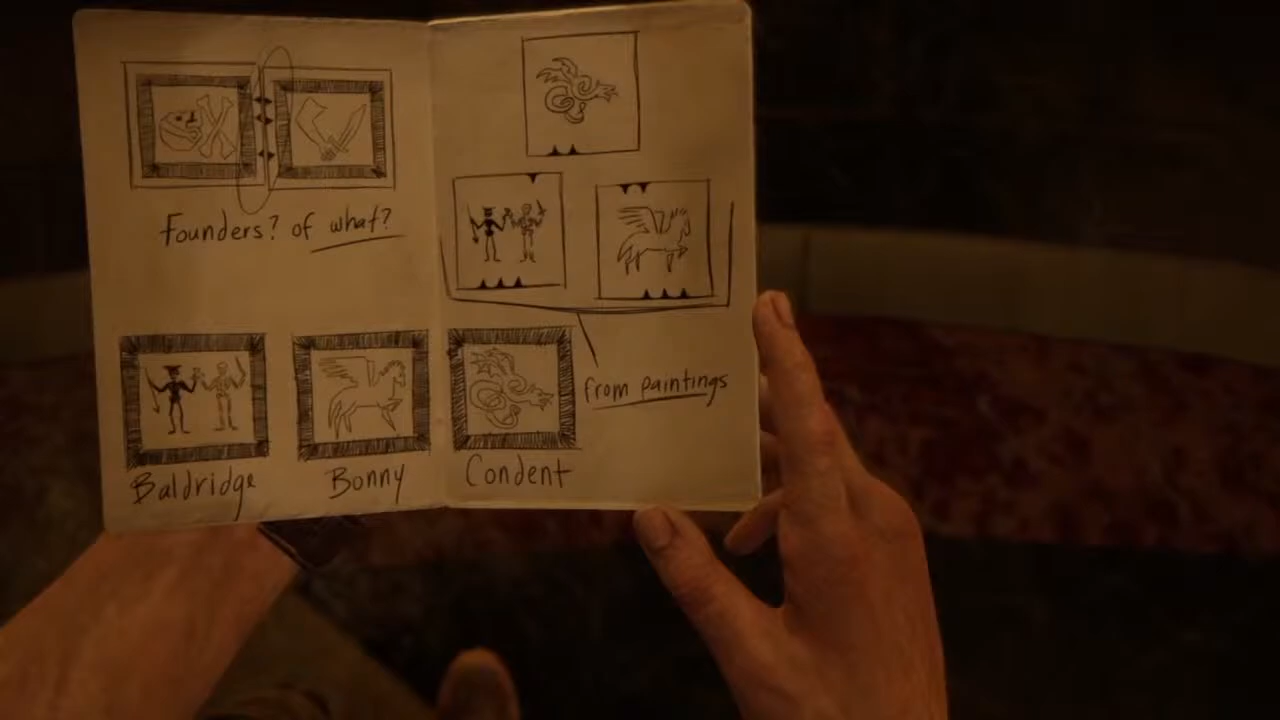 Founders? of what?
from paintings
Baldridge
Bonny
Condent